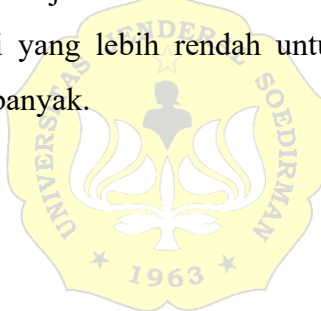 i yang lebih rendah untu
banyak.
UNIVERSITAS JENDERAL SOEDIRMAN
1963